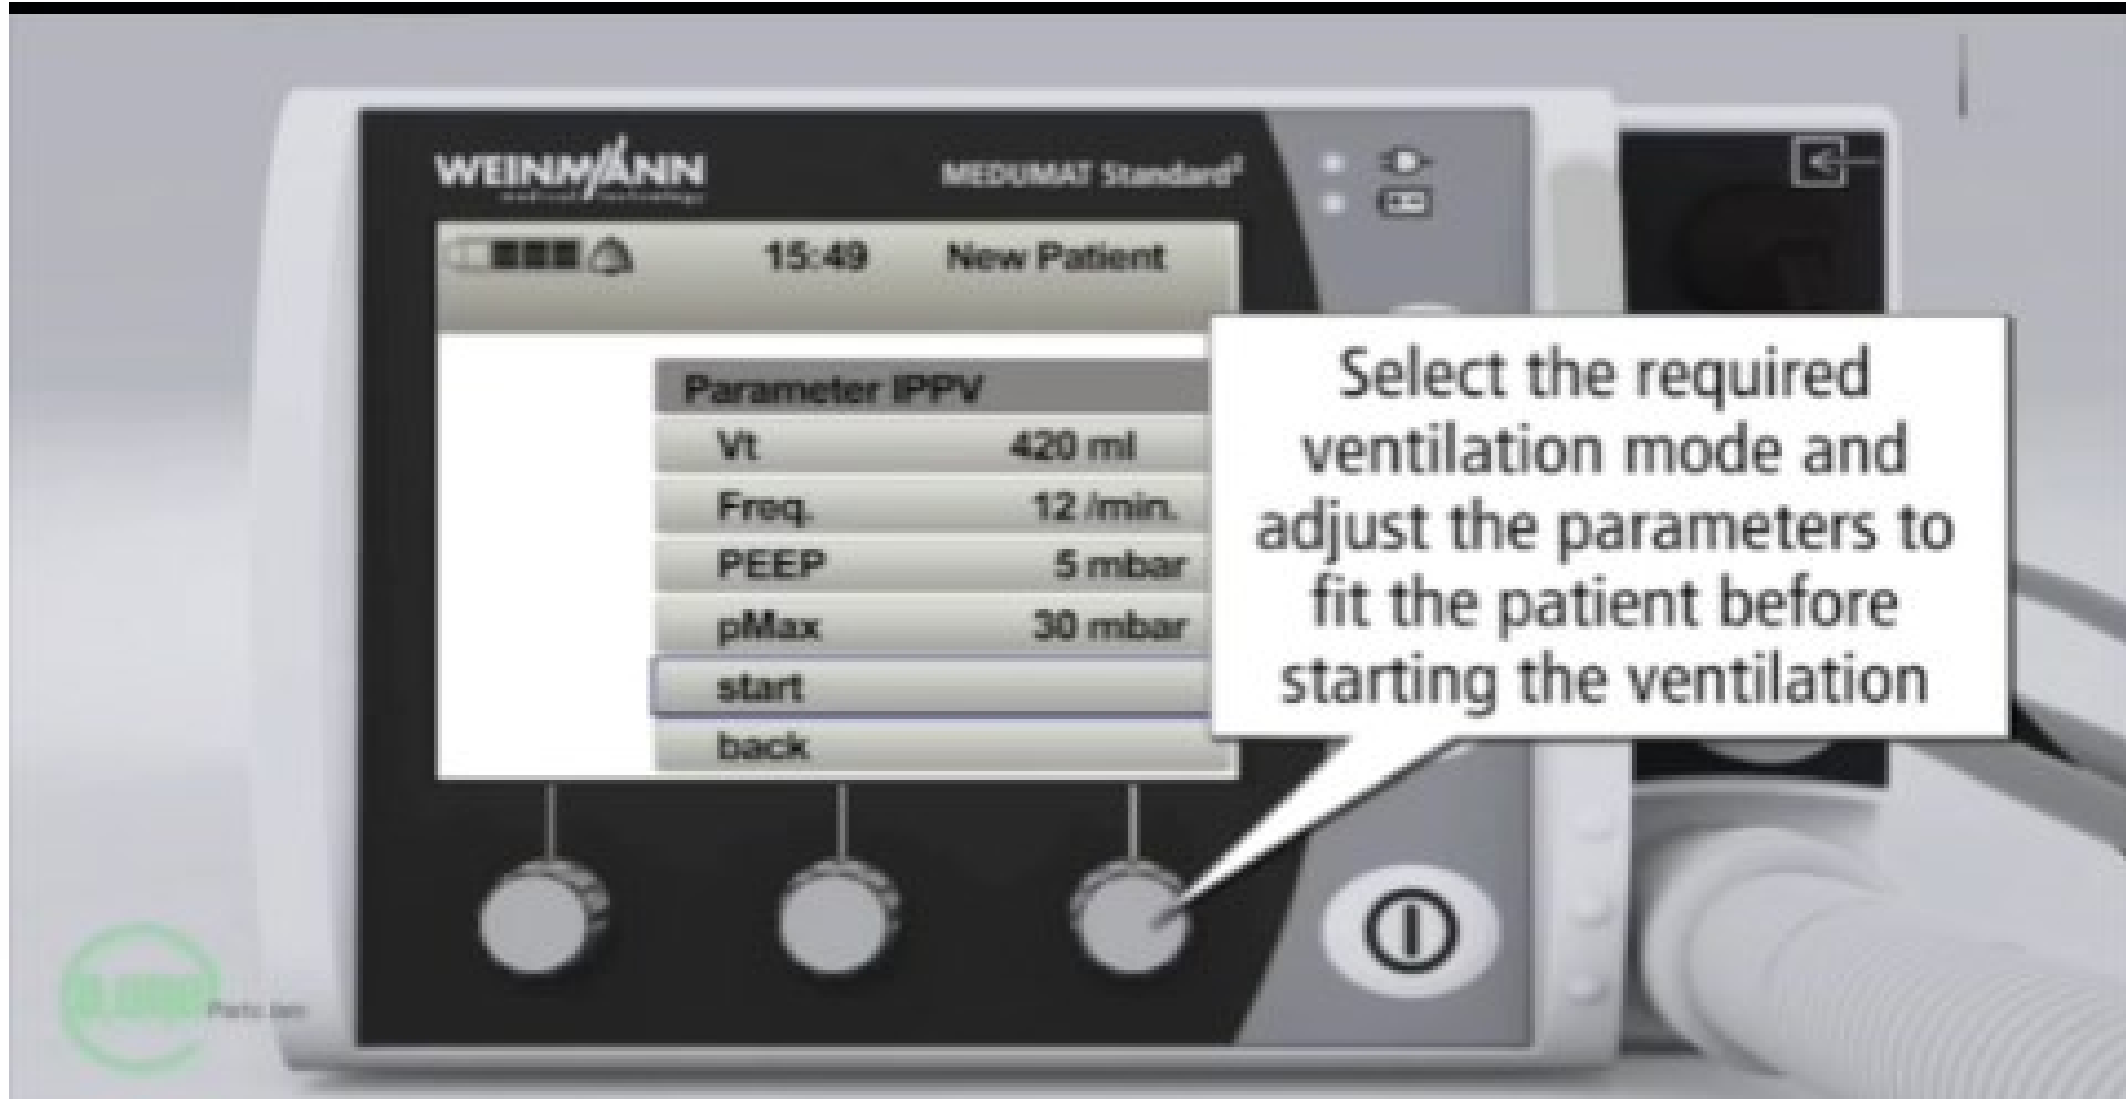 WEINMANN
MEDUMAT Standard²
15:49 New Patient
Parameter IPPV
Vt 420 ml
Freq. 12 /min.
PEEP 5 mbar
pMax 30 mbar
start
back
Select the required
ventilation mode and
adjust the parameters to
fit the patient before
starting the ventilation